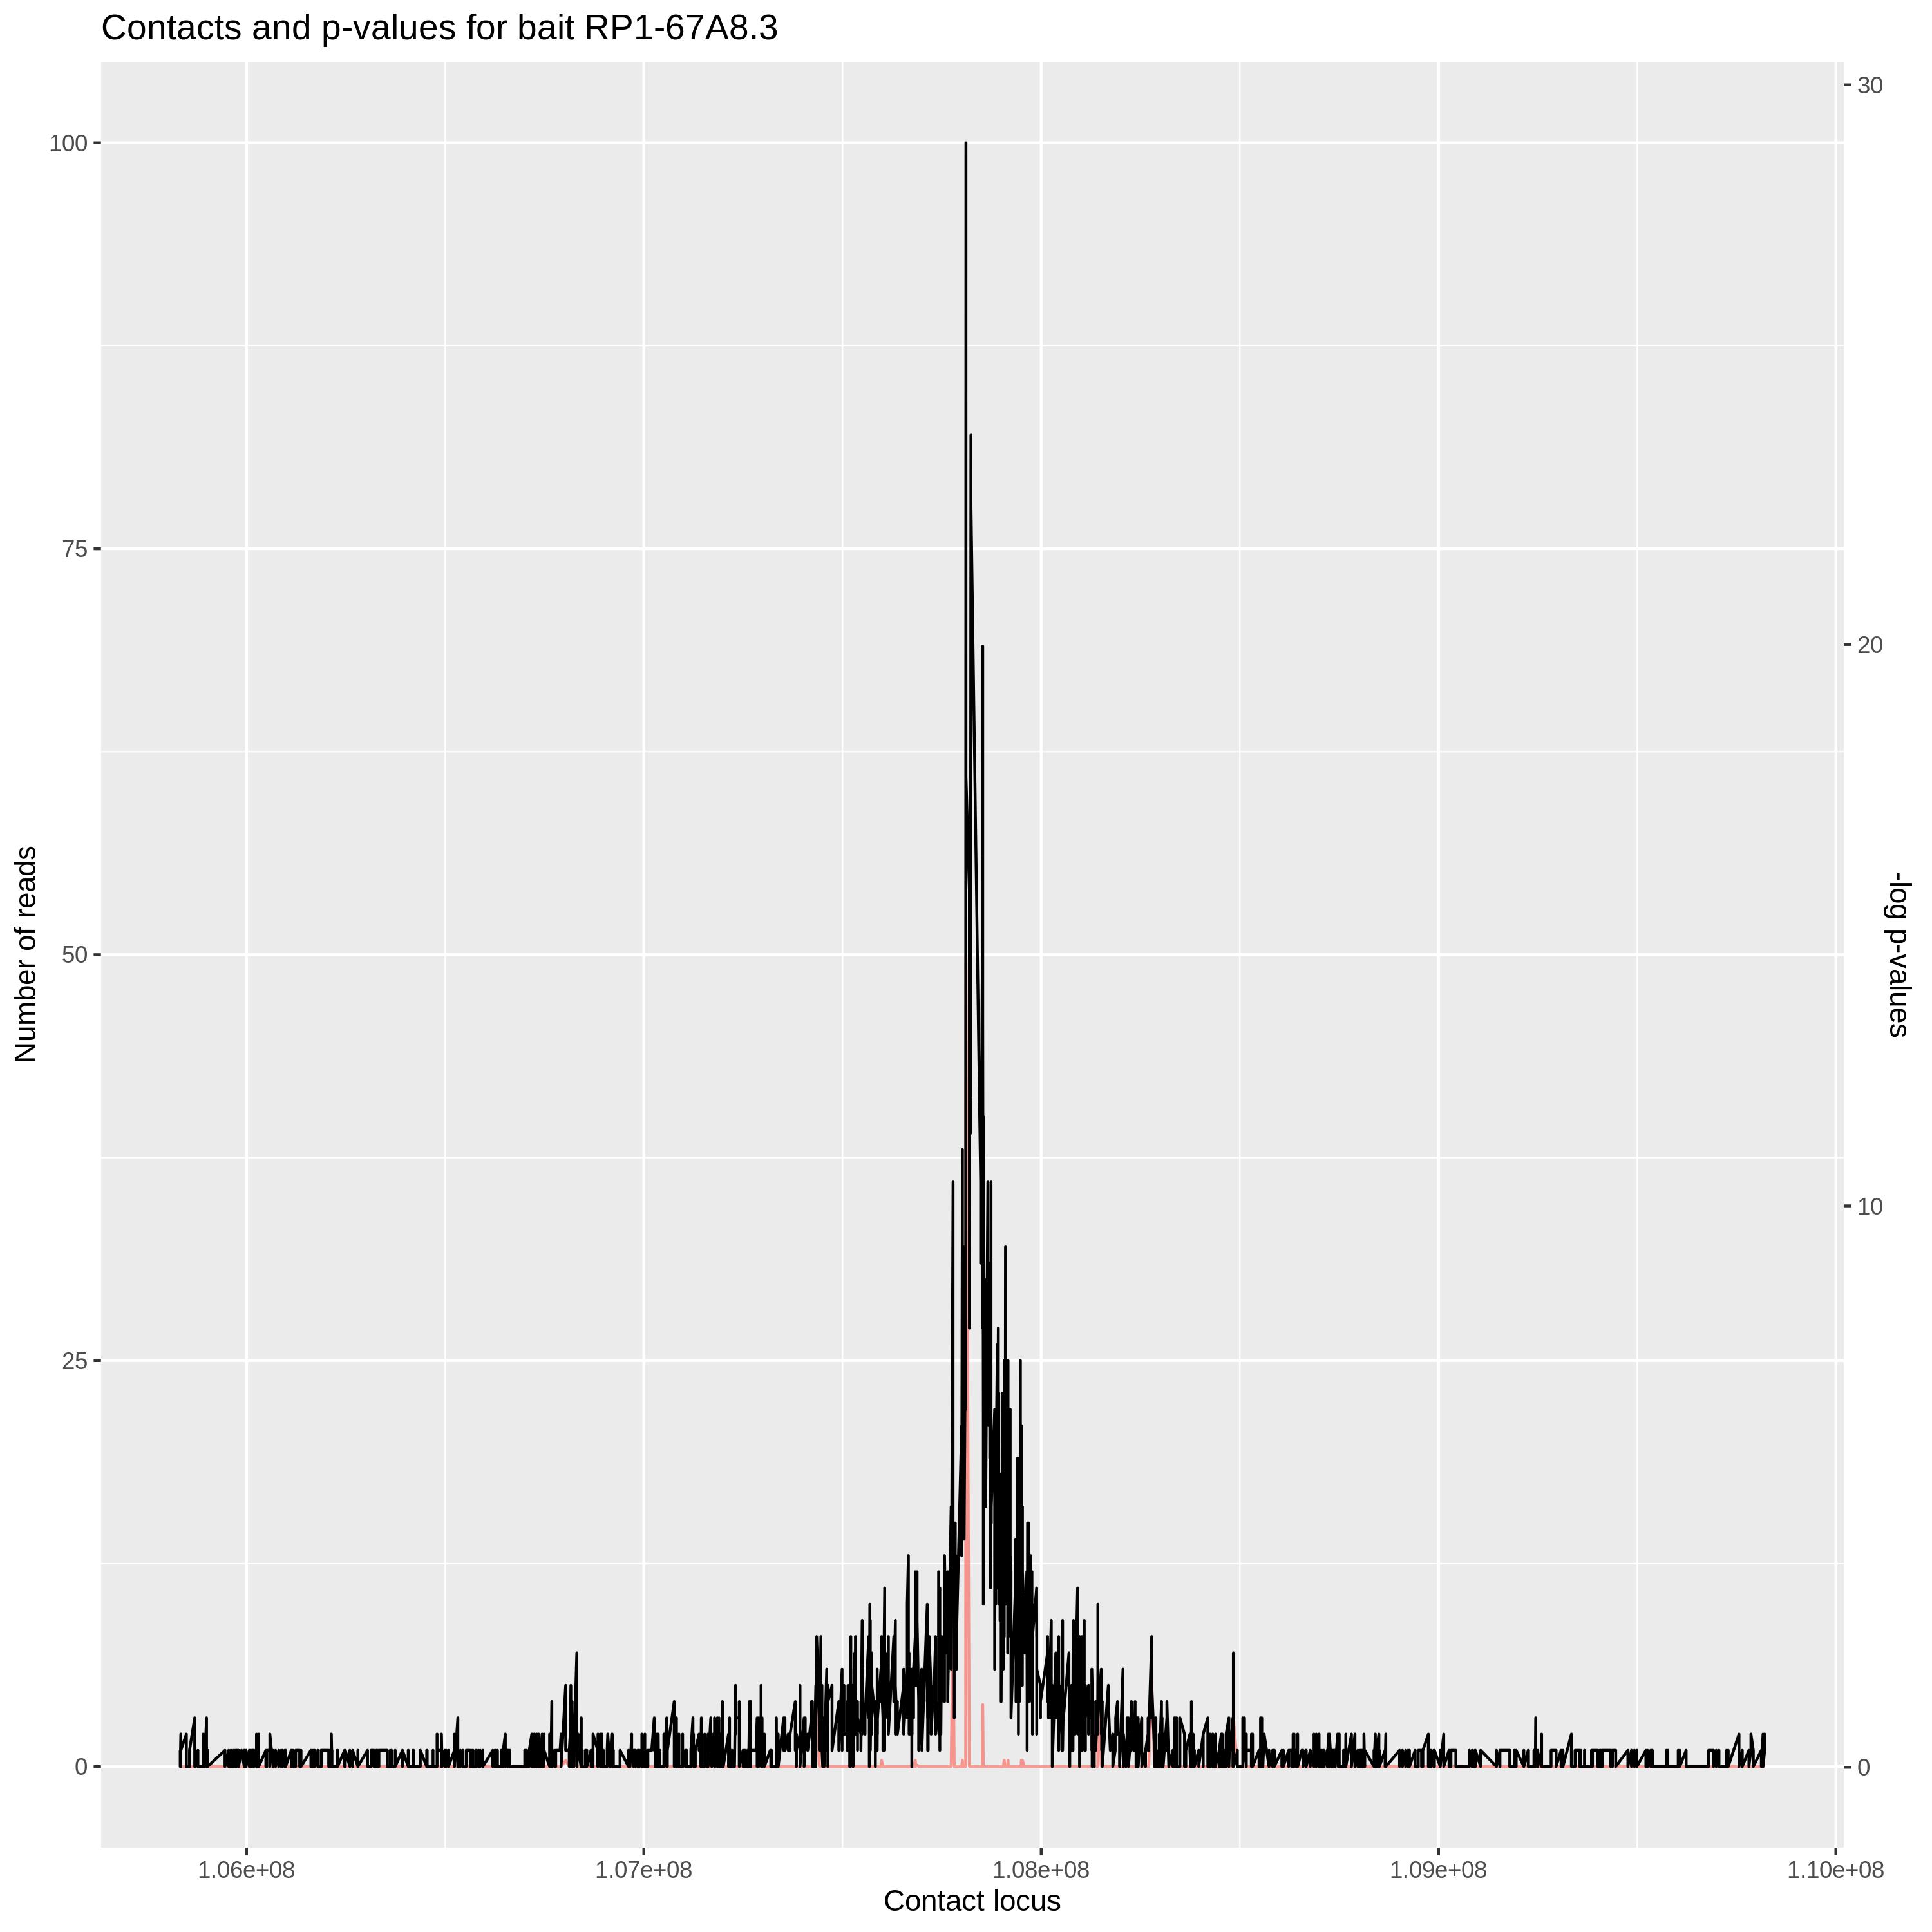 Contacts and p-values for bait RP1-67A8.3
100
75
50
25
0
Number of reads
30
20
10
0
-log p-values
1.06e+08
1.07e+08
1.08e+08
1.09e+08
1.10e+08
Contact locus